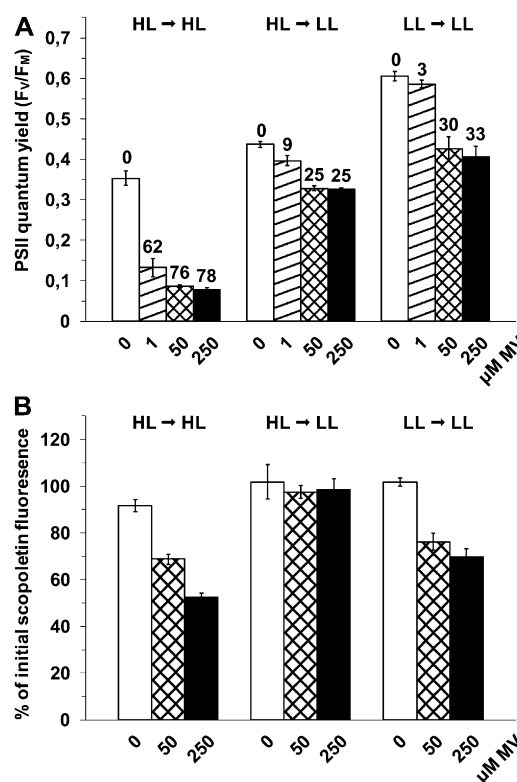 A
HL → HL HL → LL LL → LL
PSII quantum yield (FV/FM)
0,7
0,6
0,5
0,4
0,3
0,2
0,1
0
0 62 76 78
0 9 25 25
0 3 30 33
0 1 50 250 0 1 50 250 0 1 50 250 µM MV
B
HL → HL HL → LL LL → LL
% of initial scopoletin fluoresence
120
100
80
60
40
20
0
0 50 250 0 50 250 0 50 250 µM MV